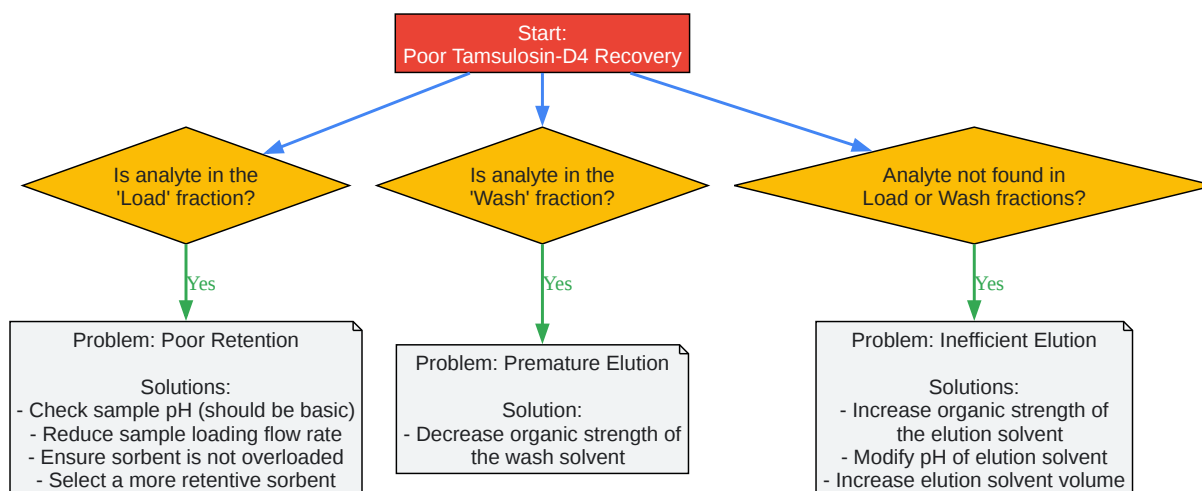 Start:
Poor Tamsulosin-D4 Recovery
Is analyte in the
'Load' fraction?
Is analyte in the
'Wash' fraction?
Analyte not found in
Load or Wash fractions?
Yes
Yes
Yes
Problem: Poor Retention
Solutions:
- Check sample pH (should be basic)
- Reduce sample loading flow rate
- Ensure sorbent is not overloaded
- Select a more retentive sorbent
Problem: Premature Elution
Solution:
- Decrease organic strength of
the wash solvent
Problem: Inefficient Elution
Solutions:
- Increase organic strength of
the elution solvent
- Modify pH of elution solvent
- Increase elution solvent volume